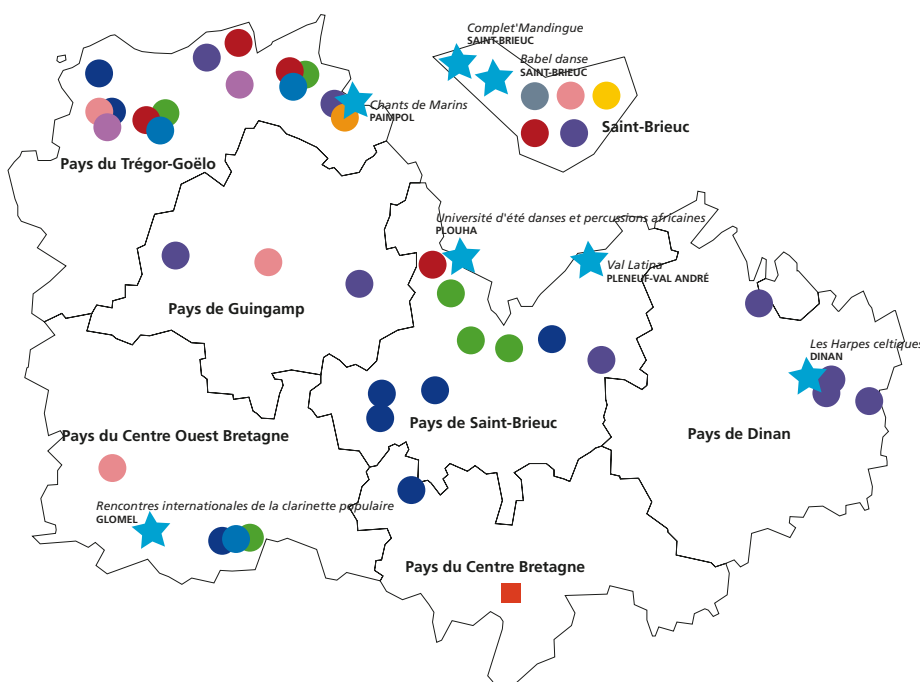 Complet'Mandingue
SAINT-BRIEUC
Babel danse
SAINT-BRIEUC
Chants de Marins
PAIMPOL
Saint-Brieuc
Pays du Trégor-Goëlo
Université d'été danses et percussions africaines
PLOUHA
Val Latina
PLENEUF-VAL ANDRÉ
Pays de Guingamp
Les Harpes celtiques
DINAN
Pays de Saint-Brieuc
Pays du Centre Ouest Bretagne
Pays de Dinan
Rencontres internationales de la clarinette populaire
GLOMEL
Pays du Centre Bretagne